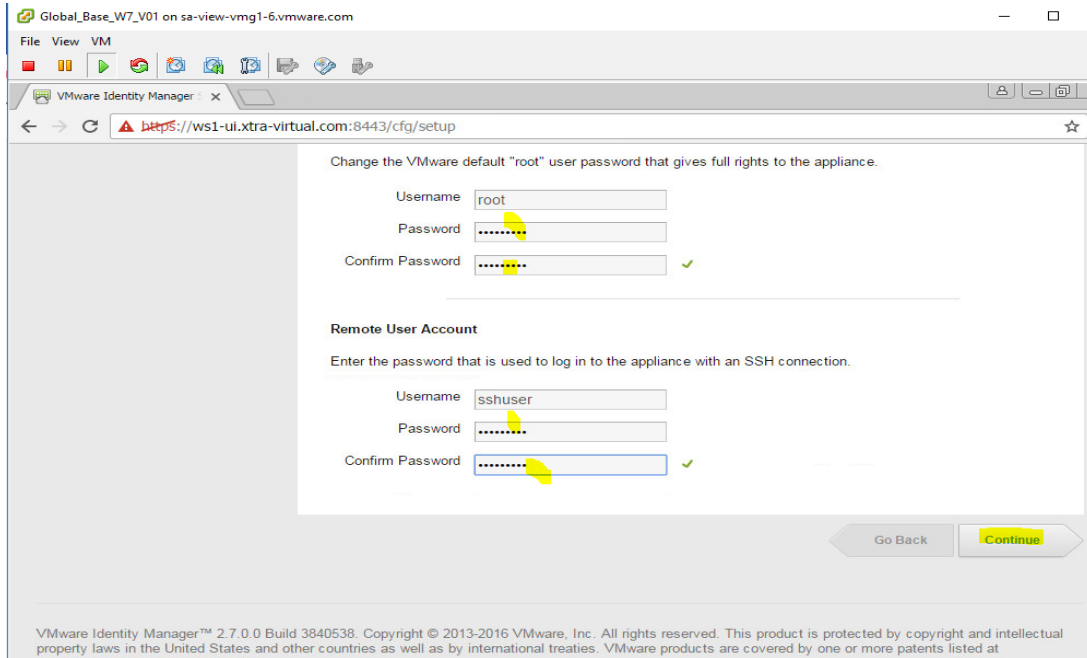 Global_Base_W7_V01 on sa-view-vmg1-6.vmware.com
File View VM
VMware Identity Manager S
https://ws1-ui.xtra-virtual.com:8443/cfg/setup
Change the VMware default "root" user password that gives full rights to the appliance.
Username root
Password •••••••••
Confirm Password •••••••••
Remote User Account
Enter the password that is used to log in to the appliance with an SSH connection.
Username sshuser
Password •••••••••
Confirm Password •••••••••
Go Back Continue
VMware Identity Manager™ 2.7.0.0 Build 3840538. Copyright © 2013-2016 VMware, Inc. All rights reserved. This product is protected by copyright and intellectual
property laws in the United States and other countries as well as by international treaties. VMware products are covered by one or more patents listed at